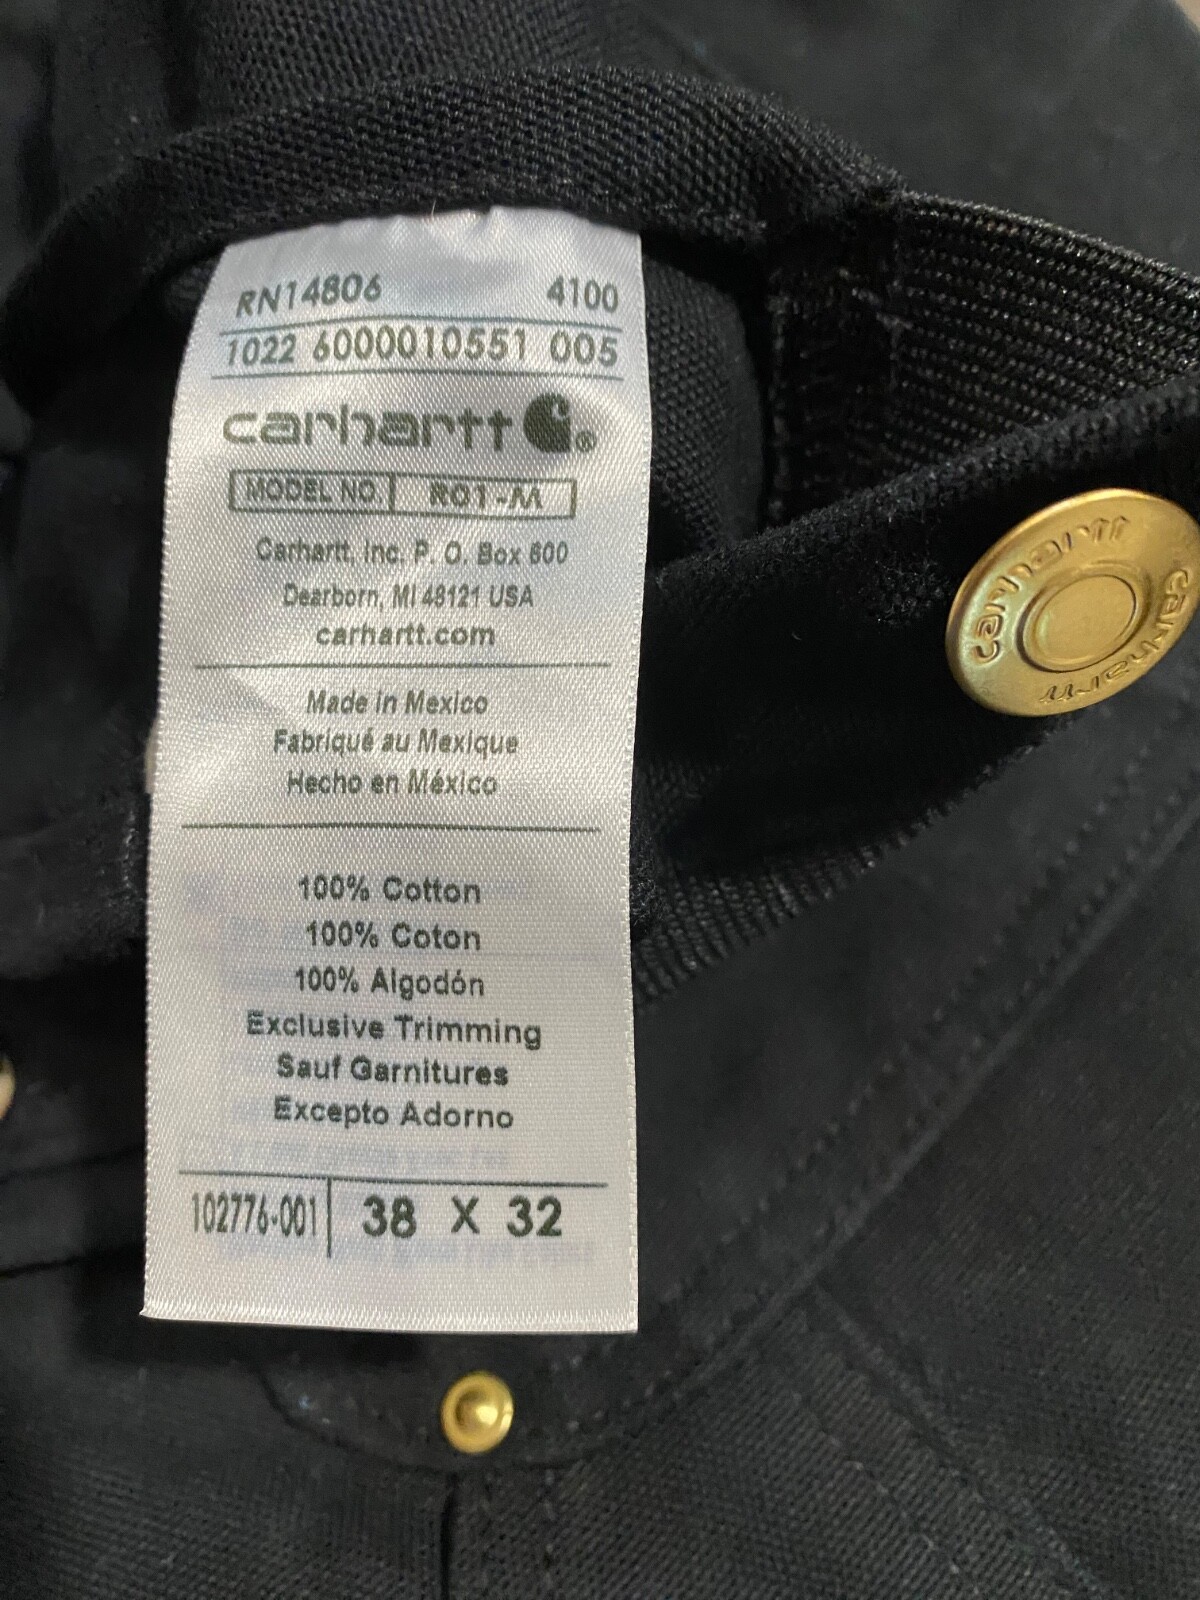 RN14806 4100
1022 6000010551 005
carhartt ®
MODEL NO. R01-M
Carhartt, Inc. P. O. Box 600
Dearborn, MI 48121 USA
carhartt.com
Made in Mexico
Fabriqué au Mexique
Hecho en México
100% Cotton
100% Coton
100% Algodón
Exclusive Trimming
Sauf Garnitures
Excepto Adorno
102776-001 38 X 32
carhartt carhartt